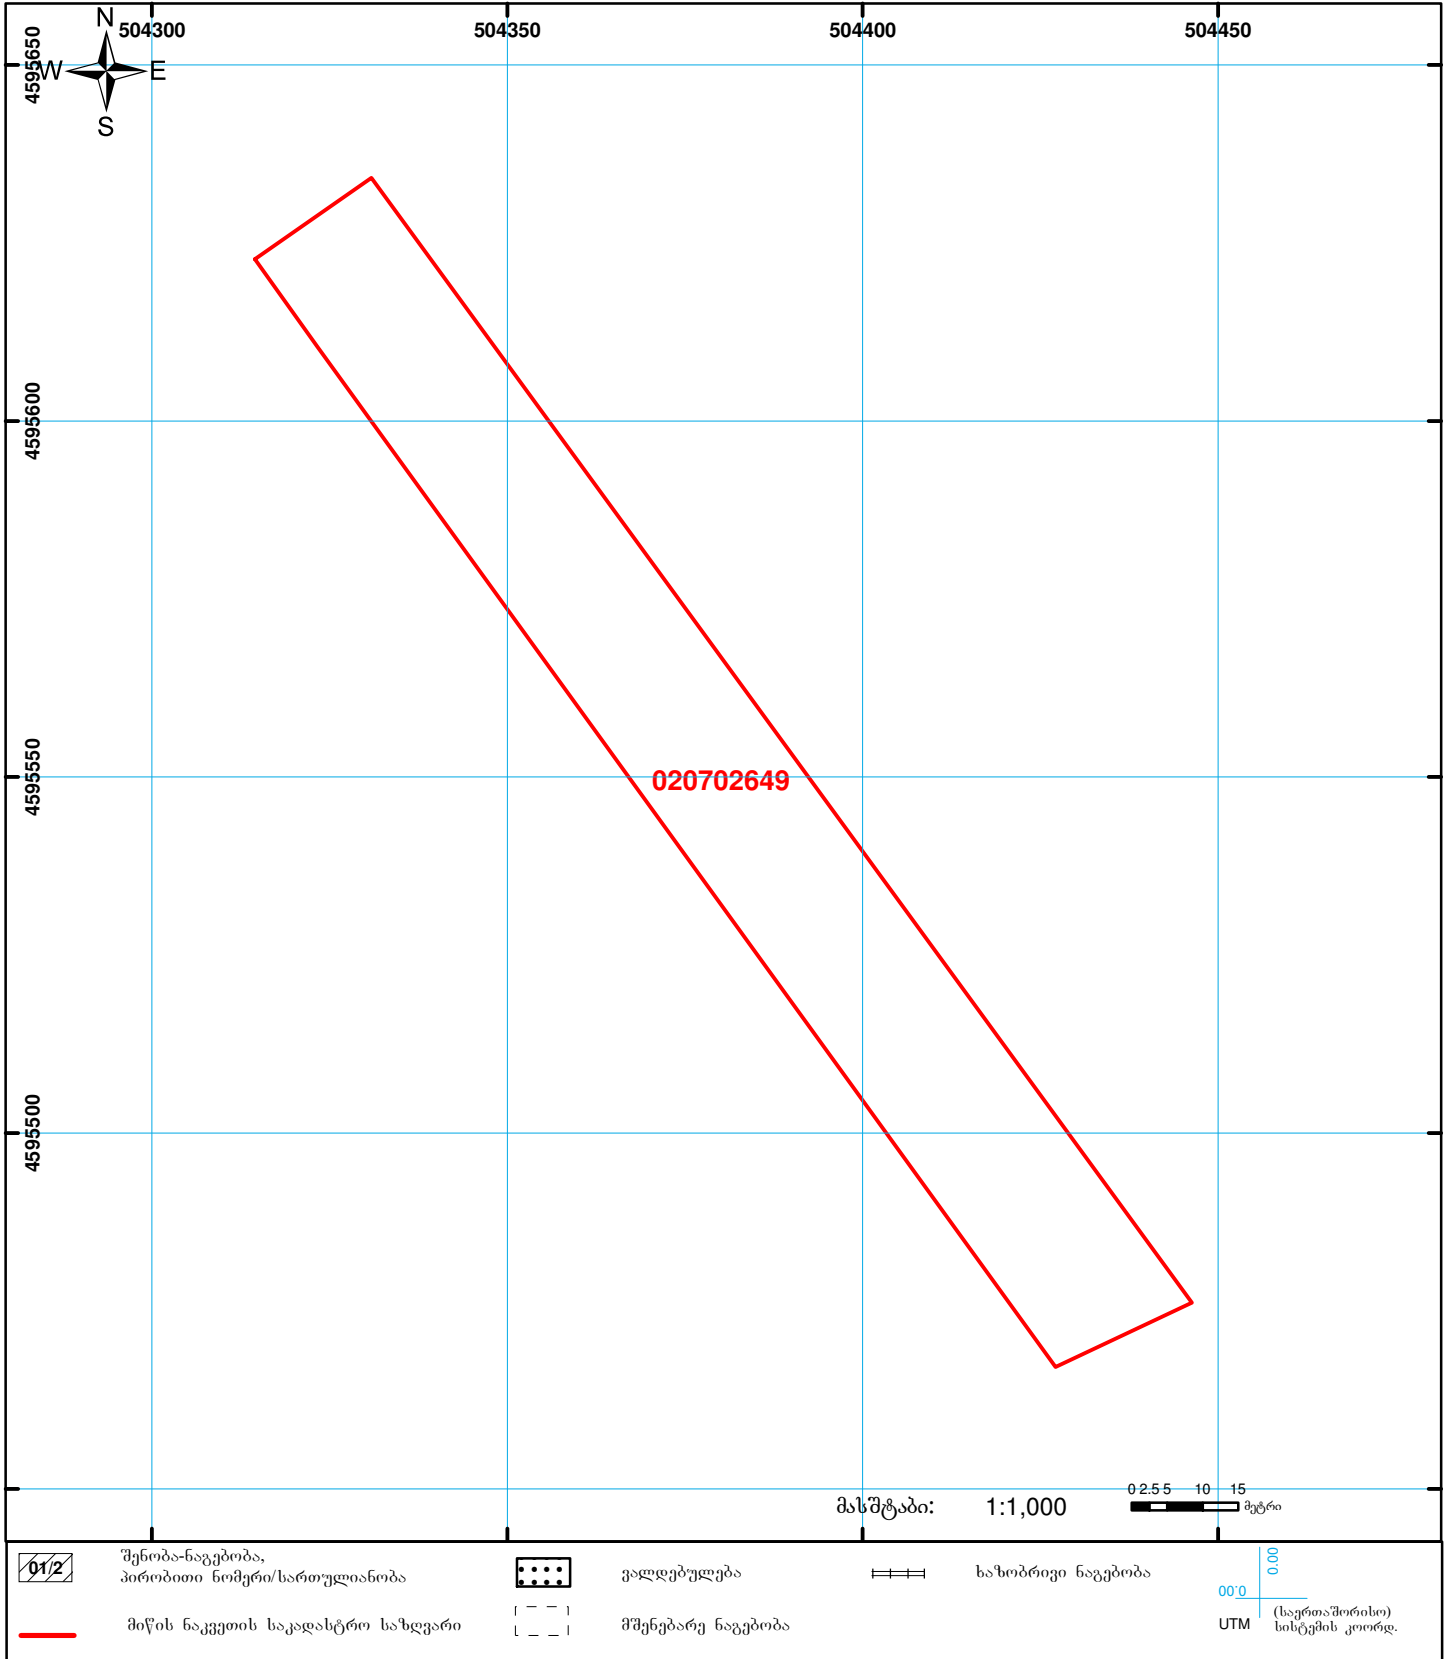 N
504300
504350
504400
504450
W
E
S
4595650
4595600
4595550
4595500
020702649
მასშტაბი: 1:1,000
0 2.5 5 10 15
მეტრი
01/2
შენობა-ნაგებობა,
პირობითი ნომერი/სართულიანობა
ვალდებულება
ხაზობრივი ნაგებობა
00.0
00.0
მიწის ნაკვეთის საკადასტრო საზღვარი
მშენებარე ნაგებობა
UTM
(საერთაშორისო)
სისტემის კოორდ.